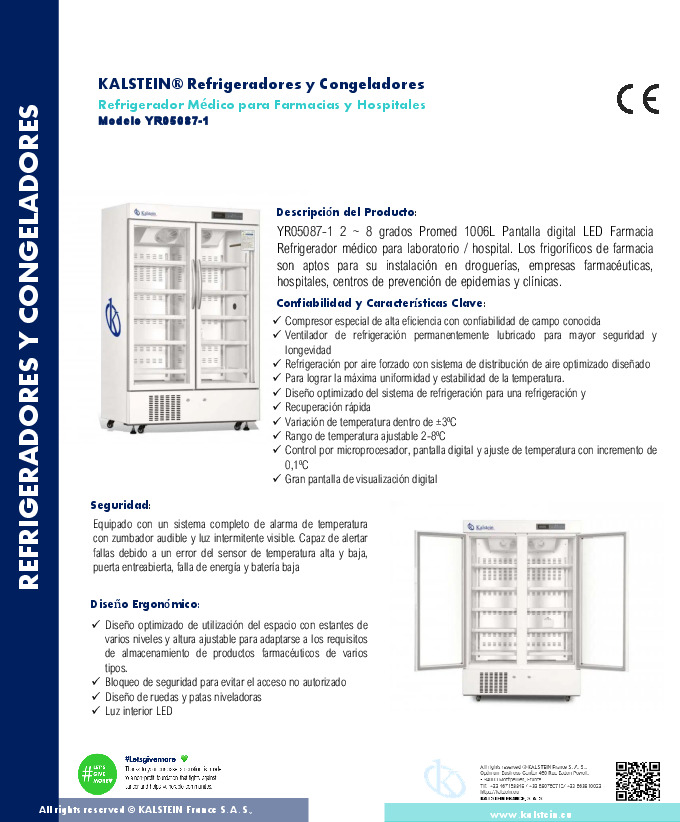 REFRIGERADORES Y CONGELADORES
KALSTEIN® Refrigeradores y Congeladores
Refrigerador Médico para Farmacias y Hospitales
Modelo YR05087-1
CE
Kalstein
Descripción del Producto:
YR05087-1 2 ~ 8 grados Promed 1006L Pantalla digital LED Farmacia
Refrigerador médico para laboratorio / hospital. Los frigoríficos de farmacia
son aptos para su instalación en droguerías, empresas farmacéuticas,
hospitales, centros de prevención de epidemias y clínicas.
Confiabilidad y Características Clave:
✓ Compresor especial de alta eficiencia con confiabilidad de campo conocida
✓ Ventilador de refrigeración permanentemente lubricado para mayor seguridad y
longevidad
✓ Refrigeración por aire forzado con sistema de distribución de aire optimizado diseñado
✓ Para lograr la máxima uniformidad y estabilidad de la temperatura.
✓ Diseño optimizado del sistema de refrigeración para una refrigeración y
✓ Recuperación rápida
✓ Variación de temperatura dentro de ±3ºC
✓ Rango de temperatura ajustable 2-8ºC
✓ Control por microprocesador, pantalla digital y ajuste de temperatura con incremento de
0,1ºC
✓ Gran pantalla de visualización digital
Seguridad:
Equipado con un sistema completo de alarma de temperatura
con zumbador audible y luz intermitente visible. Capaz de alertar
fallas debido a un error del sensor de temperatura alta y baja,
puerta entreabierta, falla de energía y batería baja
Kalstein
Diseño Ergonómico:
✓ Diseño optimizado de utilización del espacio con estantes de
varios niveles y altura ajustable para adaptarse a los requisitos
de almacenamiento de productos farmacéuticos de varios
tipos.
✓ Bloqueo de seguridad para evitar el acceso no autorizado
✓ Diseño de ruedas y patas niveladoras
✓ Luz interior LED
# LET'S
GIVE
MORE
#Letsgivemore
All rights reserved © KALSTEIN France S. A. S.,
KALSTEIN FRANCE, S. A. S
All rights reserved © KALSTEIN France S. A. S.,
www.kalstein.eu